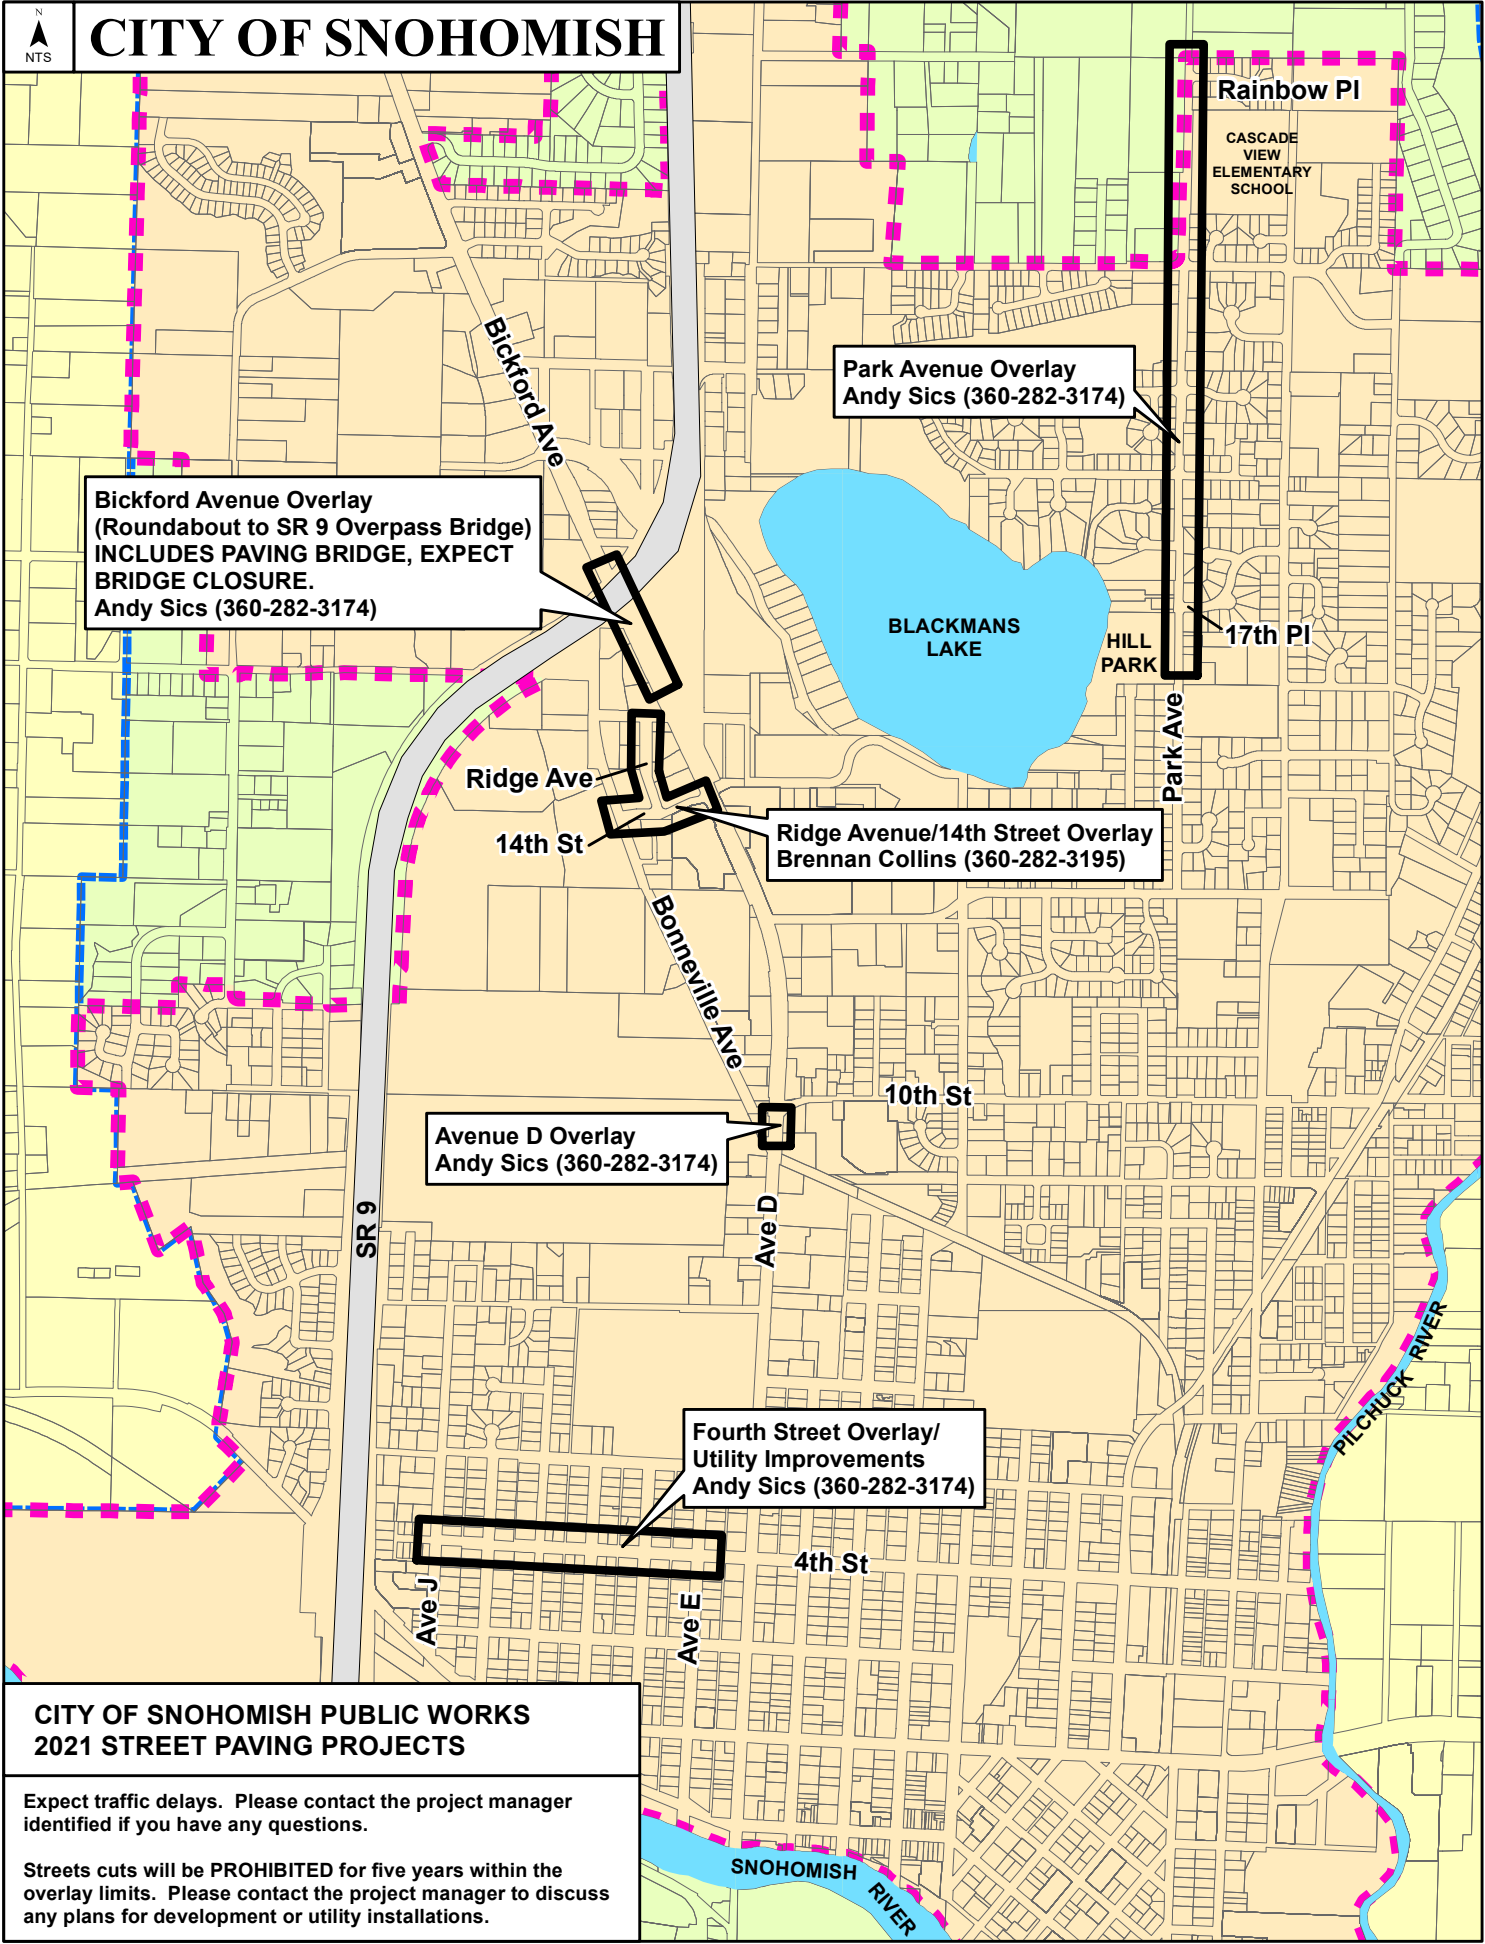 N
NTS
CITY OF SNOHOMISH
Rainbow Pl
CASCADE
VIEW
ELEMENTARY
SCHOOL
Bickford Ave
Park Avenue Overlay
Andy Sics (360-282-3174)
Bickford Avenue Overlay
(Roundabout to SR 9 Overpass Bridge)
INCLUDES PAVING BRIDGE, EXPECT
BRIDGE CLOSURE.
Andy Sics (360-282-3174)
BLACKMANS
LAKE
HILL
PARK
17th Pl
Park Ave
Ridge Ave
14th St
Ridge Avenue/14th Street Overlay
Brennan Collins (360-282-3195)
Bonneville Ave
10th St
Avenue D Overlay
Andy Sics (360-282-3174)
SR 9
Ave D
PILCHUCK RIVER
Fourth Street Overlay/
Utility Improvements
Andy Sics (360-282-3174)
4th St
Ave J
Ave E
CITY OF SNOHOMISH PUBLIC WORKS
2021 STREET PAVING PROJECTS
Expect traffic delays.  Please contact the project manager
identified if you have any questions.
Streets cuts will be PROHIBITED for five years within the
overlay limits.  Please contact the project manager to discuss
any plans for development or utility installations.
SNOHOMISH
RIVER